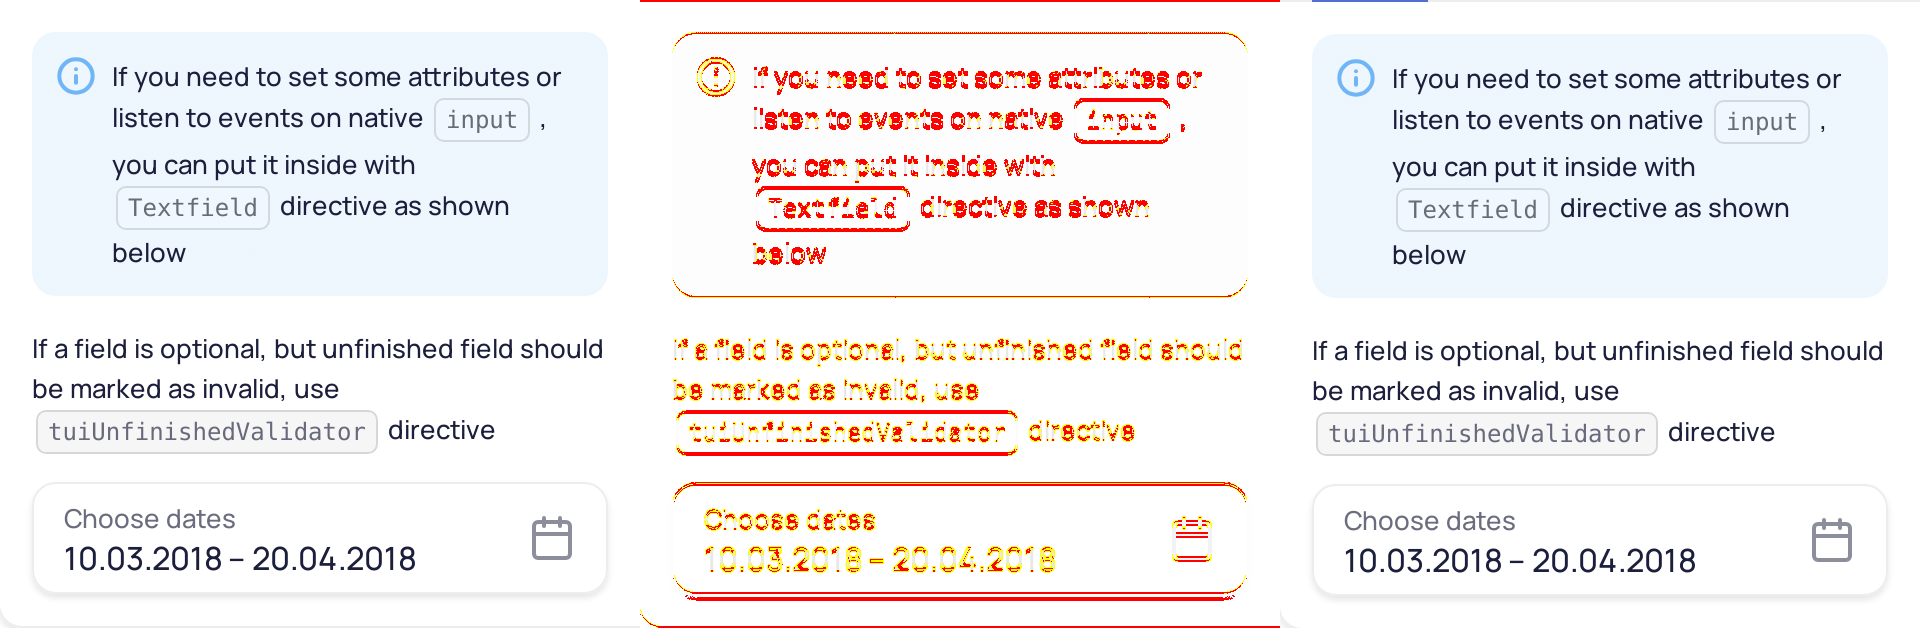 If you need to set some attributes or
listen to events on native input ,
you can put it inside with
Textfield directive as shown
below
If a field is optional, but unfinished field should
be marked as invalid, use
tuiUnfinishedValidator directive
Choose dates
10.03.2018 – 20.04.2018
If you need to set some attributes or
listen to events on native input ,
you can put it inside with
Textfield directive as shown
below
If a field is optional, but unfinished field should
be marked as invalid, use
tuiUnfinishedValidator directive
Choose dates
10.03.2018 – 20.04.2018
If you need to set some attributes or
listen to events on native input ,
you can put it inside with
Textfield directive as shown
below
If a field is optional, but unfinished field should
be marked as invalid, use
tuiUnfinishedValidator directive
Choose dates
10.03.2018 – 20.04.2018